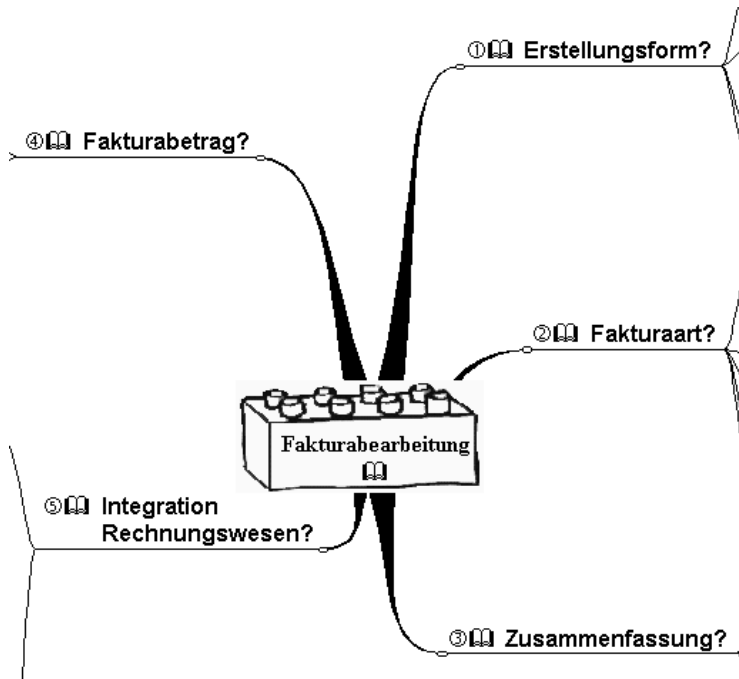 ① Erstellungsform?
④ Fakturabetrag?
② Fakturaart?
Fakturabearbeitung
⑤ Integration
Rechnungswesen?
③ Zusammenfassung?